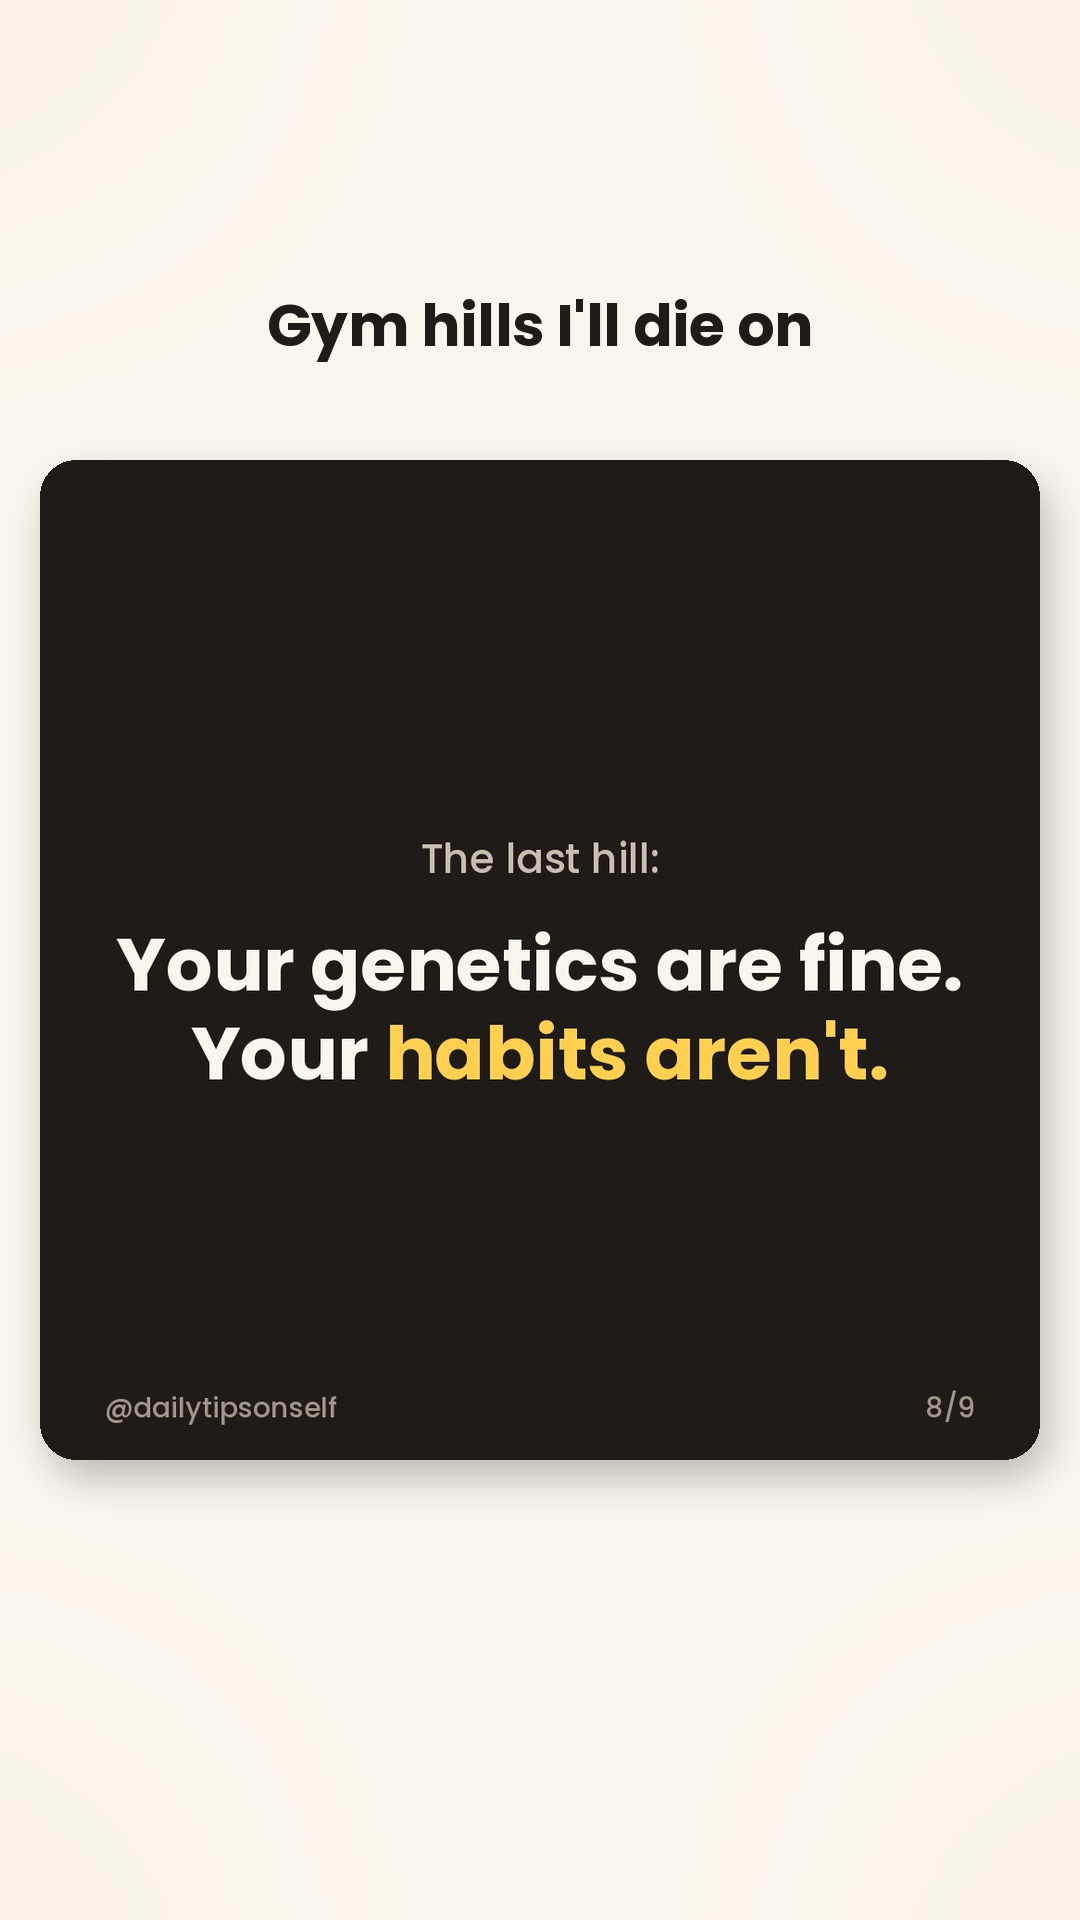 Gym hills I'll die on
The last hill:
Your genetics are fine.
Your habits aren't.
@dailytipsonself
8/9